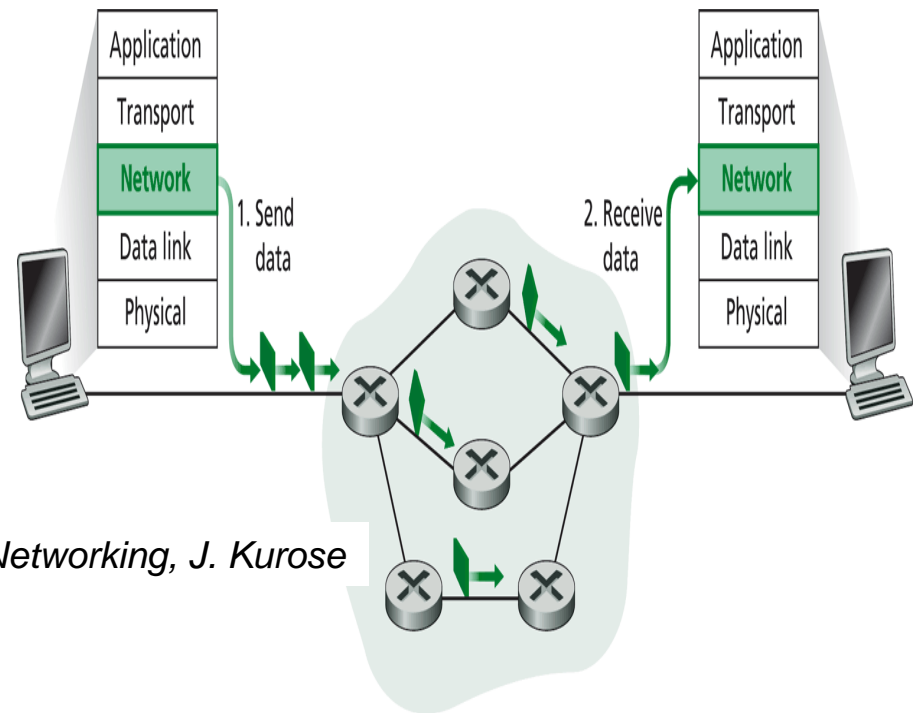 Application
Transport
Network
Data link
Physical
1. Send
data
2. Receive
data
Application
Transport
Network
Data link
Physical
Networking, J. Kurose